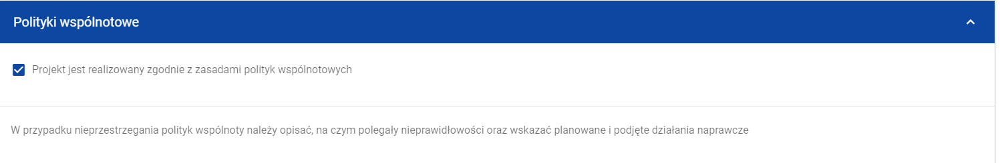 Polityki wspólnotowe
Projekt jest realizowany zgodnie z zasadami polityk wspólnotowych
W przypadku nieprzestrzegania polityk wspólnoty należy opisać, na czym polegały nieprawidłowości oraz wskazać planowane i podjęte działania naprawcze